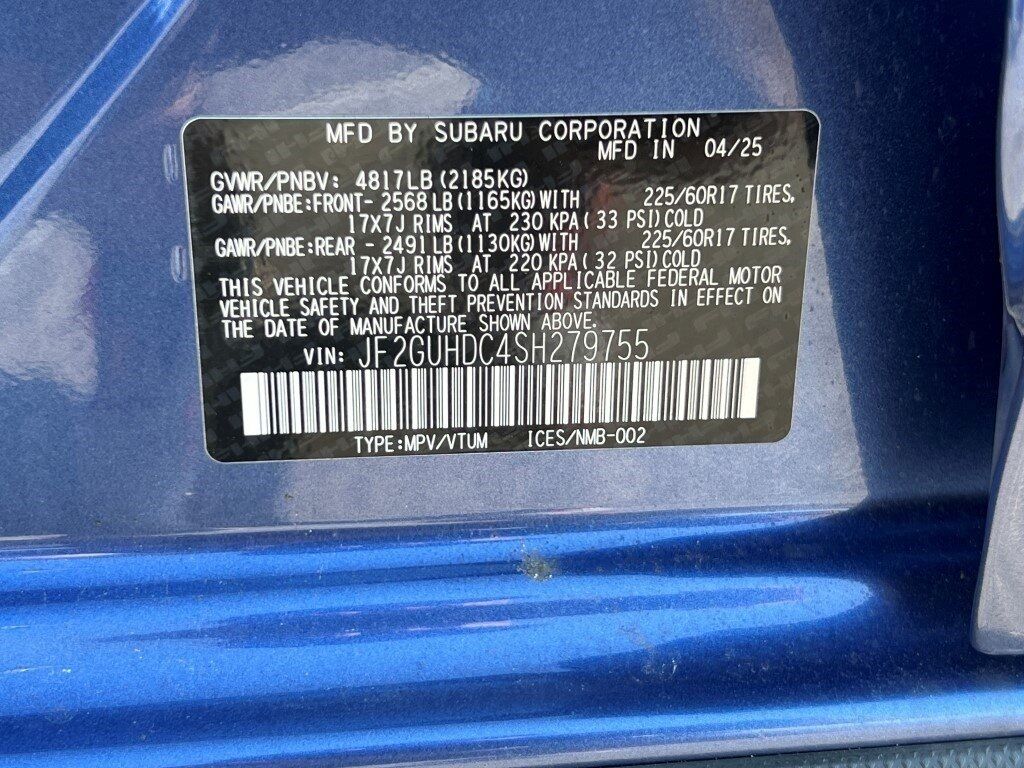 MFD BY SUBARU CORPORATION
MFD IN 04/25
GVWR/PNBV: 4817LB(2185KG)
GAWR/PNBE:FRONT-2568LB(1165KG)WITH 225/60R17 TIRES,
17X7J RIMS AT 230 KPA(33 PSI)COLD
GAWR/PNBE:REAR -2491LB(1130KG)WITH 225/60R17 TIRES,
17X7J RIMS AT 220 KPA(32 PSI)COLD
THIS VEHICLE CONFORMS TO ALL APPLICABLE FEDERAL MOTOR
VEHICLE SAFETY AND THEFT PREVENTION STANDARDS IN EFFECT ON
THE DATE OF MANUFACTURE SHOWN ABOVE.
VIN: JF2GUHDC4SH279755
TYPE:MPV/VTUM ICES/NMB-002